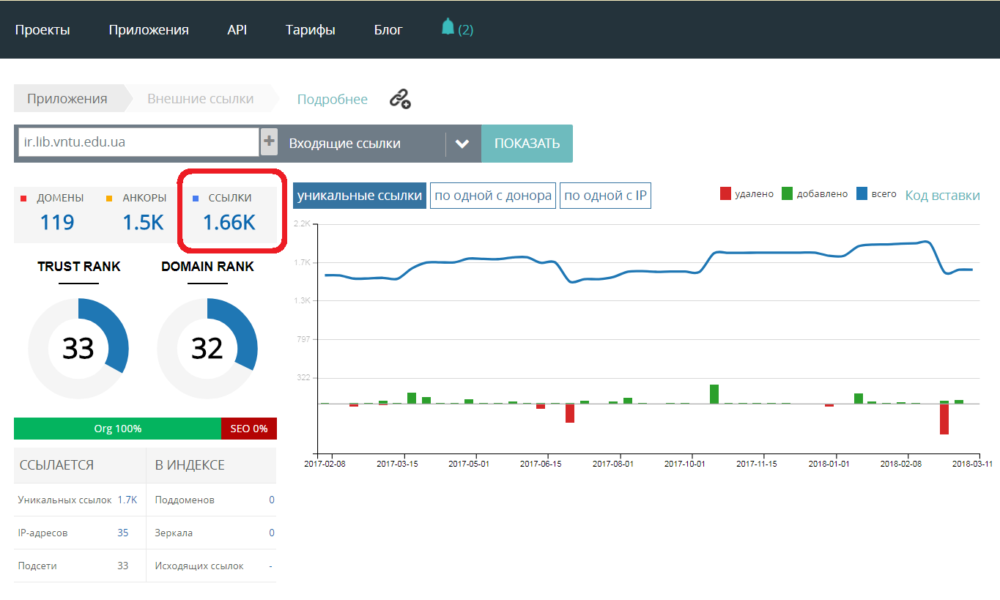 Проекты Приложения API Тарифы Блог (2)
Приложения Внешние ссылки Подробнее
ir.lib.vntu.edu.ua Входящие ссылки ПОКАЗАТЬ
ДОМЕНЫ АНКОРЫ ССЫЛКИ
119 1.5K 1.66K
TRUST RANK DOMAIN RANK
33 32
Org 100% SEO 0%
ССЫЛАЕТСЯ В ИНДЕКСЕ
Уникальных ссылок 1.7K Поддоменов 0
IP-адресов 35 Зеркала 0
Подсети 33 Исходящих ссылок -
уникальные ссылки по одной с донора по одной с IP удалено добавлено всего Код вставки
2.2K
1.7K
1.3K
797
322
2017-02-08 2017-03-15 2017-05-01 2017-06-15 2017-08-01 2017-10-01 2017-11-15 2018-01-01 2018-02-08 2018-03-11